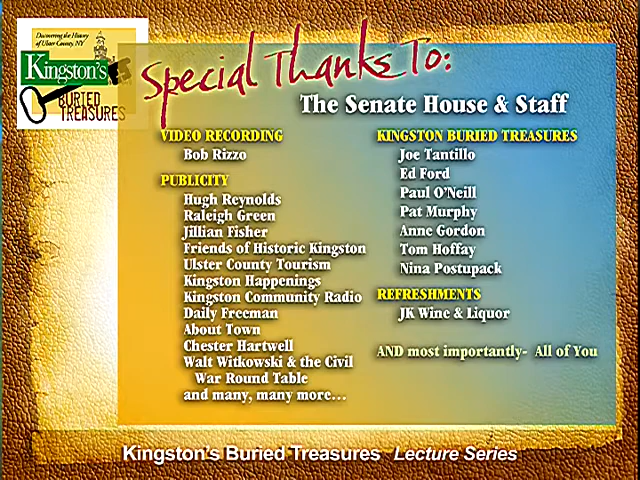 Discovering the History
of Ulster County, NY
Kingston's
BURIED
TREASURES
Special Thanks To:
The Senate House & Staff
VIDEO RECORDING
Bob Rizzo
PUBLICITY
Hugh Reynolds
Raleigh Green
Jillian Fisher
Friends of Historic Kingston
Ulster County Tourism
Kingston Happenings
Kingston Community Radio
Daily Freeman
About Town
Chester Hartwell
Walt Witkowski & the Civil
War Round Table
and many, many more...
KINGSTON BURIED TREASURES
Joe Tantillo
Ed Ford
Paul O'Neill
Pat Murphy
Anne Gordon
Tom Hoffay
Nina Postupack
REFRESHMENTS
JK Wine & Liquor
AND most importantly- All of You
Kingston's Buried Treasures Lecture Series